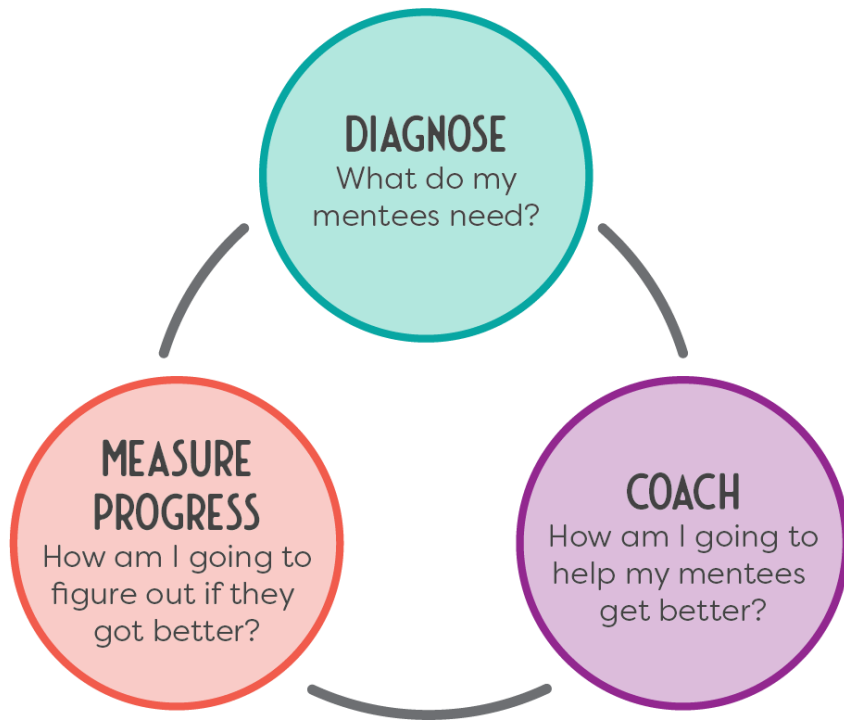 DIAGNOSE
What do my
mentees need?
MEASURE
PROGRESS
How am I going to
figure out if they
got better?
COACH
How am I going to
help my mentees
get better?